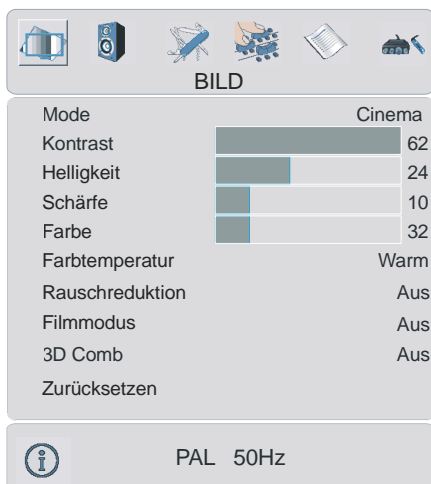 BILD
Mode Cinema
Kontrast 62
Helligkeit 24
Schärfe 10
Farbe 32
Farbtemperatur Warm
Rauschreduktion Aus
Filmmodus Aus
3D Comb Aus
Zurücksetzen
PAL 50Hz